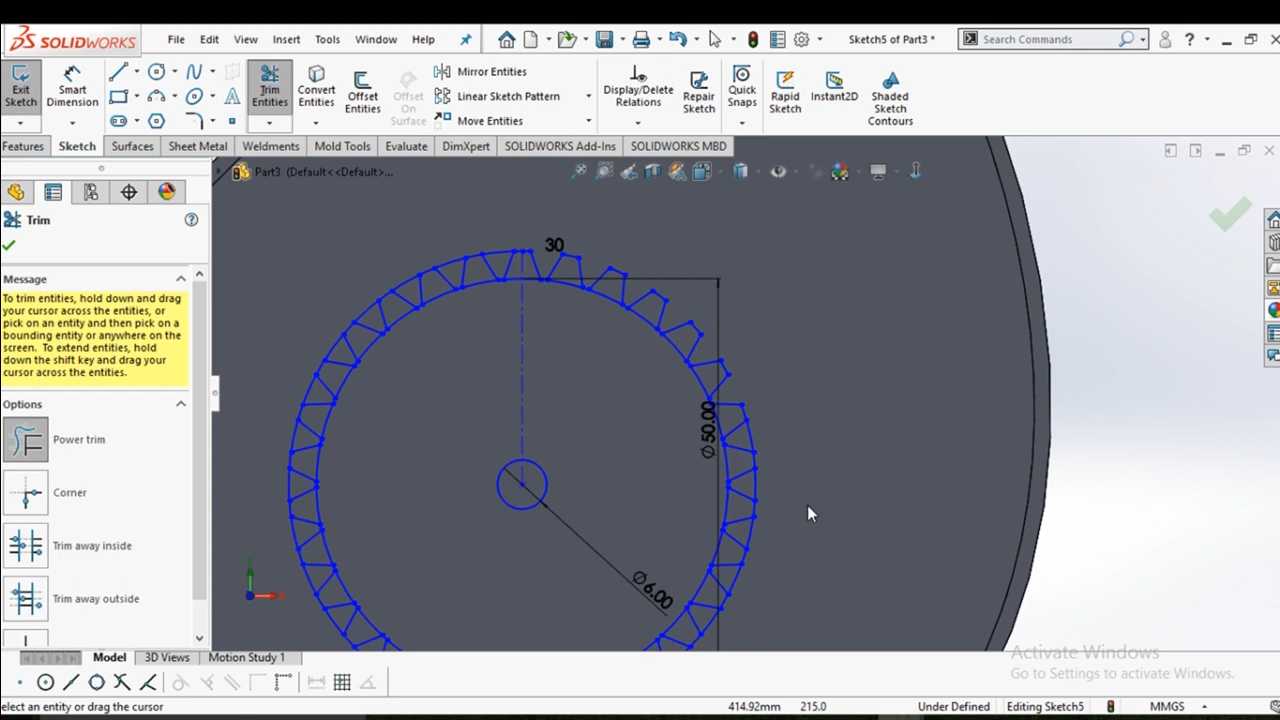 SOLIDWORKS File Edit View Insert Tools Window Help Sketch5 of Part3 * Search Commands ?
Exit Sketch
Smart Dimension
Trim Entities
Convert Entities
Offset Entities
Offset On Surface
Mirror Entities
Linear Sketch Pattern
Move Entities
Display/Delete Relations
Repair Sketch
Quick Snaps
Rapid Sketch
Instant2D
Shaded Sketch Contours
Features Sketch Surfaces Sheet Metal Weldments Mold Tools Evaluate DimXpert SOLIDWORKS Add-Ins SOLIDWORKS MBD
Part3 (Default<<Default>...
Trim
Message
To trim entities, hold down and drag
your cursor across the entities, or
pick on an entity and then pick on a
bounding entity or anywhere on the
screen. To extend entities, hold
down the shift key and drag your
cursor across the entities.
Options
Power trim
Corner
Trim away inside
Trim away outside
30
∅50.00
∅6.00
Activate Windows
Go to Settings to activate Windows.
Model 3D Views Motion Study 1
elect an entity or drag the cursor 414.92mm 215.0 Under Defined Editing Sketch5 MMGS